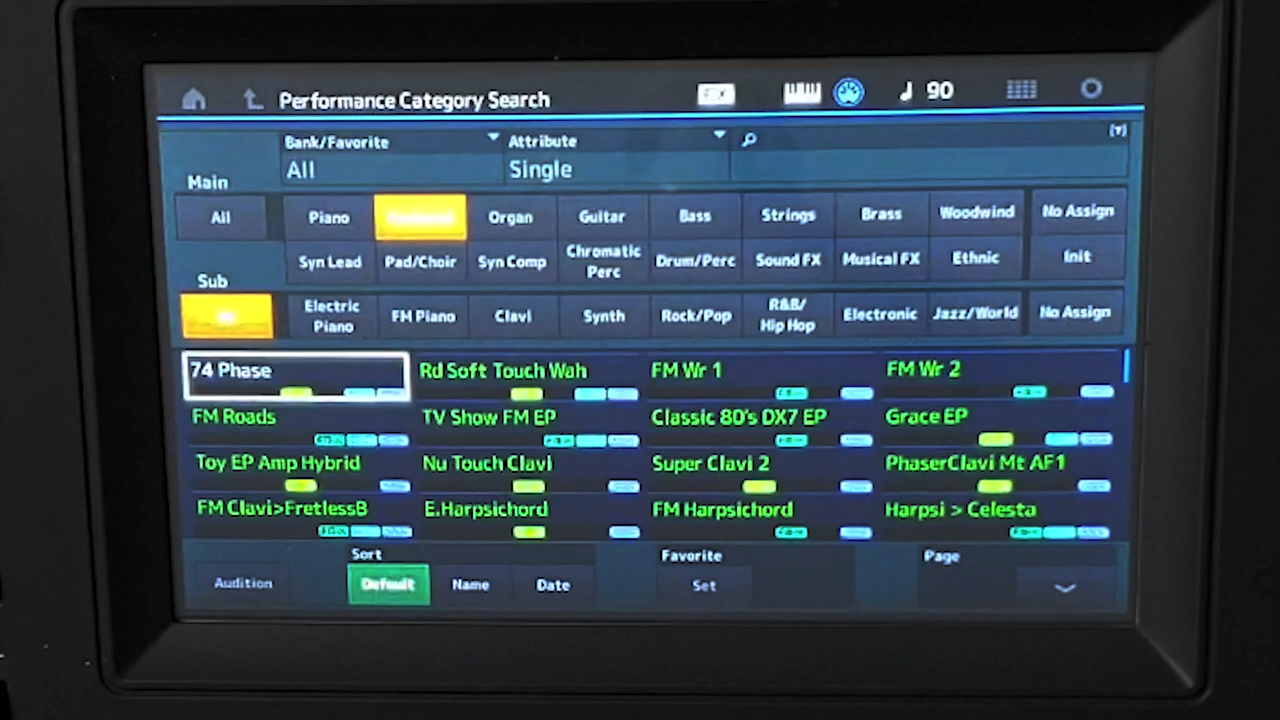 Performance Category Search 90
Bank/Favorite Attribute
All Single
Main
All Piano Keyboard Organ Guitar Bass Strings Brass Woodwind No Assign
Syn Lead Pad/Choir Syn Comp Chromatic Perc Drum/Perc Sound FX Musical FX Ethnic Init
Sub
Electric Piano FM Piano Clavi Synth Rock/Pop R&B/ Hip Hop Electronic Jazz/World No Assign
74 Phase Rd Soft Touch Wah FM Wr 1 FM Wr 2
FM Roads TV Show FM EP Classic 80's DX7 EP Grace EP
Toy EP Amp Hybrid Nu Touch Clavi Super Clavi 2 PhaserClavi Mt AF1
FM Clavi>FretlessB E.Harpsichord FM Harpsichord Harpsi > Celesta
Sort Favorite Page
Audition Default Name Date Set